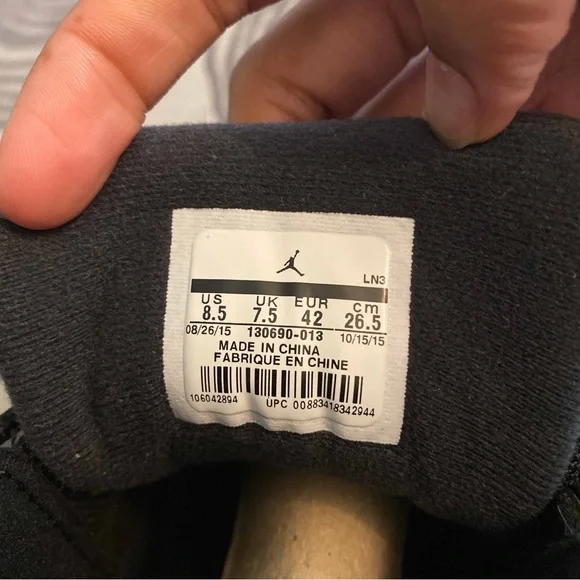 LN3
US UK EUR cm
8.5 7.5 42 26.5
08/26/15 130690-013 10/15/15
MADE IN CHINA
FABRIQUE EN CHINE
106042894 UPC 00883418342944